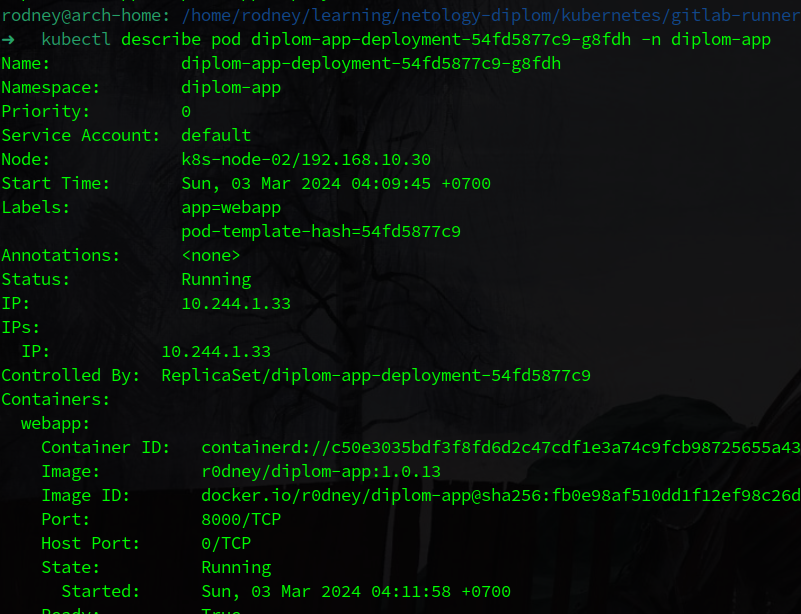 rodney@arch-home: /home/rodney/learning/netology-diplom/kubernetes/gitlab-runner
➜ kubectl describe pod diplom-app-deployment-54fd5877c9-g8fdh -n diplom-app
Name: diplom-app-deployment-54fd5877c9-g8fdh
Namespace: diplom-app
Priority: 0
Service Account: default
Node: k8s-node-02/192.168.10.30
Start Time: Sun, 03 Mar 2024 04:09:45 +0700
Labels: app=webapp
pod-template-hash=54fd5877c9
Annotations: <none>
Status: Running
IP: 10.244.1.33
IPs:
IP: 10.244.1.33
Controlled By: ReplicaSet/diplom-app-deployment-54fd5877c9
Containers:
webapp:
Container ID: containerd://c50e3035bdf3f8fd6d2c47cdf1e3a74c9fcb98725655a43
Image: r0dney/diplom-app:1.0.13
Image ID: docker.io/r0dney/diplom-app@sha256:fb0e98af510dd1f12ef98c26d
Port: 8000/TCP
Host Port: 0/TCP
State: Running
Started: Sun, 03 Mar 2024 04:11:58 +0700
Ready: True